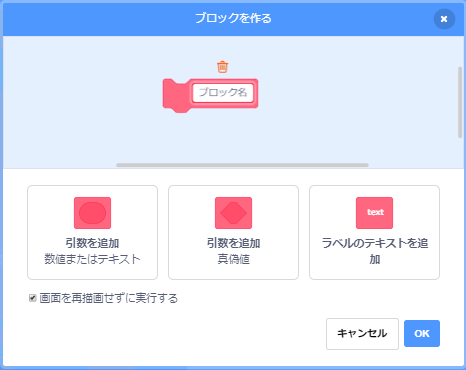 ブロックを作る
ブロック名
text
引数を追加
数値またはテキスト
引数を追加
真偽値
ラベルのテキストを追
加
画面を再描画せずに実行する
キャンセル
OK